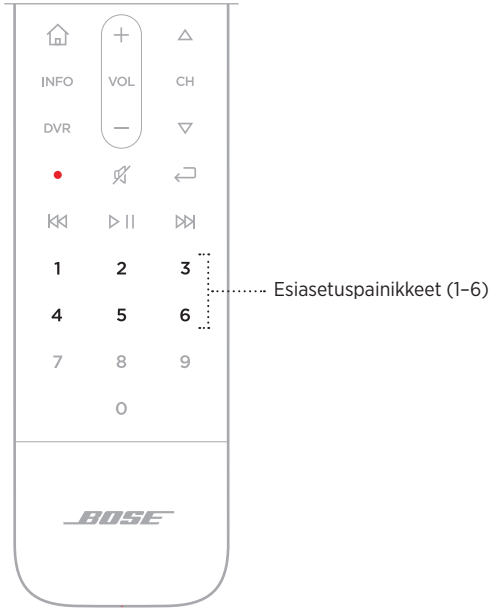 +
INFO VOL CH
DVR
1 2 3
Esiasetuspainikkeet (1–6)
4 5 6
7 8 9
0
BOSE